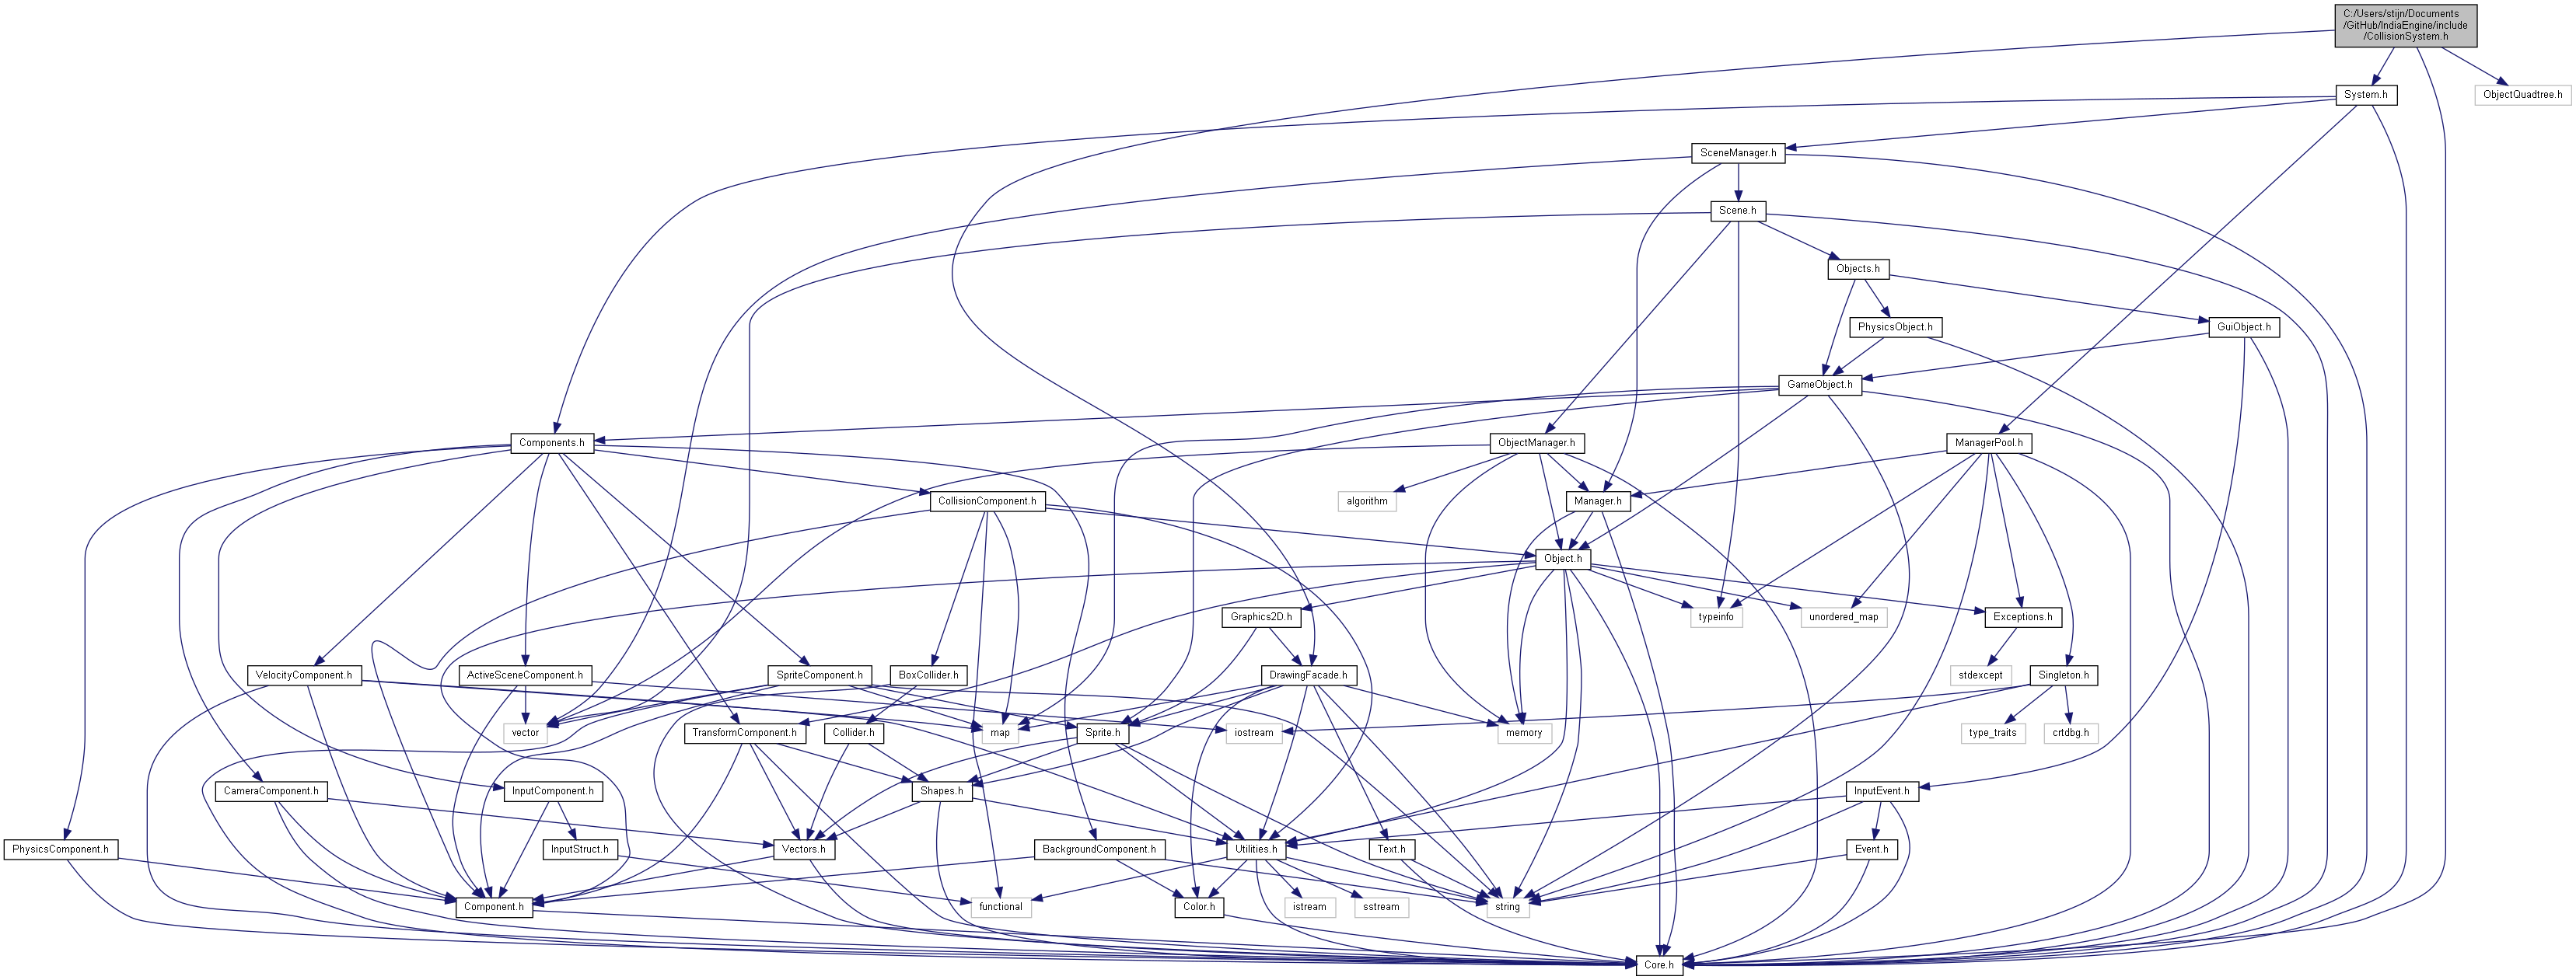 C:/Users/stijn/Documents
/GitHub/IndiaEngine/include
/CollisionSystem.h
System.h
ObjectQuadtree.h
SceneManager.h
Scene.h
Objects.h
PhysicsObject.h
GuiObject.h
GameObject.h
Components.h
ObjectManager.h
ManagerPool.h
CollisionComponent.h
algorithm
Manager.h
Object.h
Graphics2D.h
typeinfo
unordered_map
Exceptions.h
VelocityComponent.h
ActiveSceneComponent.h
SpriteComponent.h
BoxCollider.h
DrawingFacade.h
stdexcept
Singleton.h
vector
TransformComponent.h
Collider.h
map
Sprite.h
iostream
memory
type_traits
crtdbg.h
CameraComponent.h
InputComponent.h
Shapes.h
InputEvent.h
PhysicsComponent.h
InputStruct.h
Vectors.h
BackgroundComponent.h
Utilities.h
Text.h
Event.h
Component.h
functional
Color.h
istream
sstream
string
Core.h